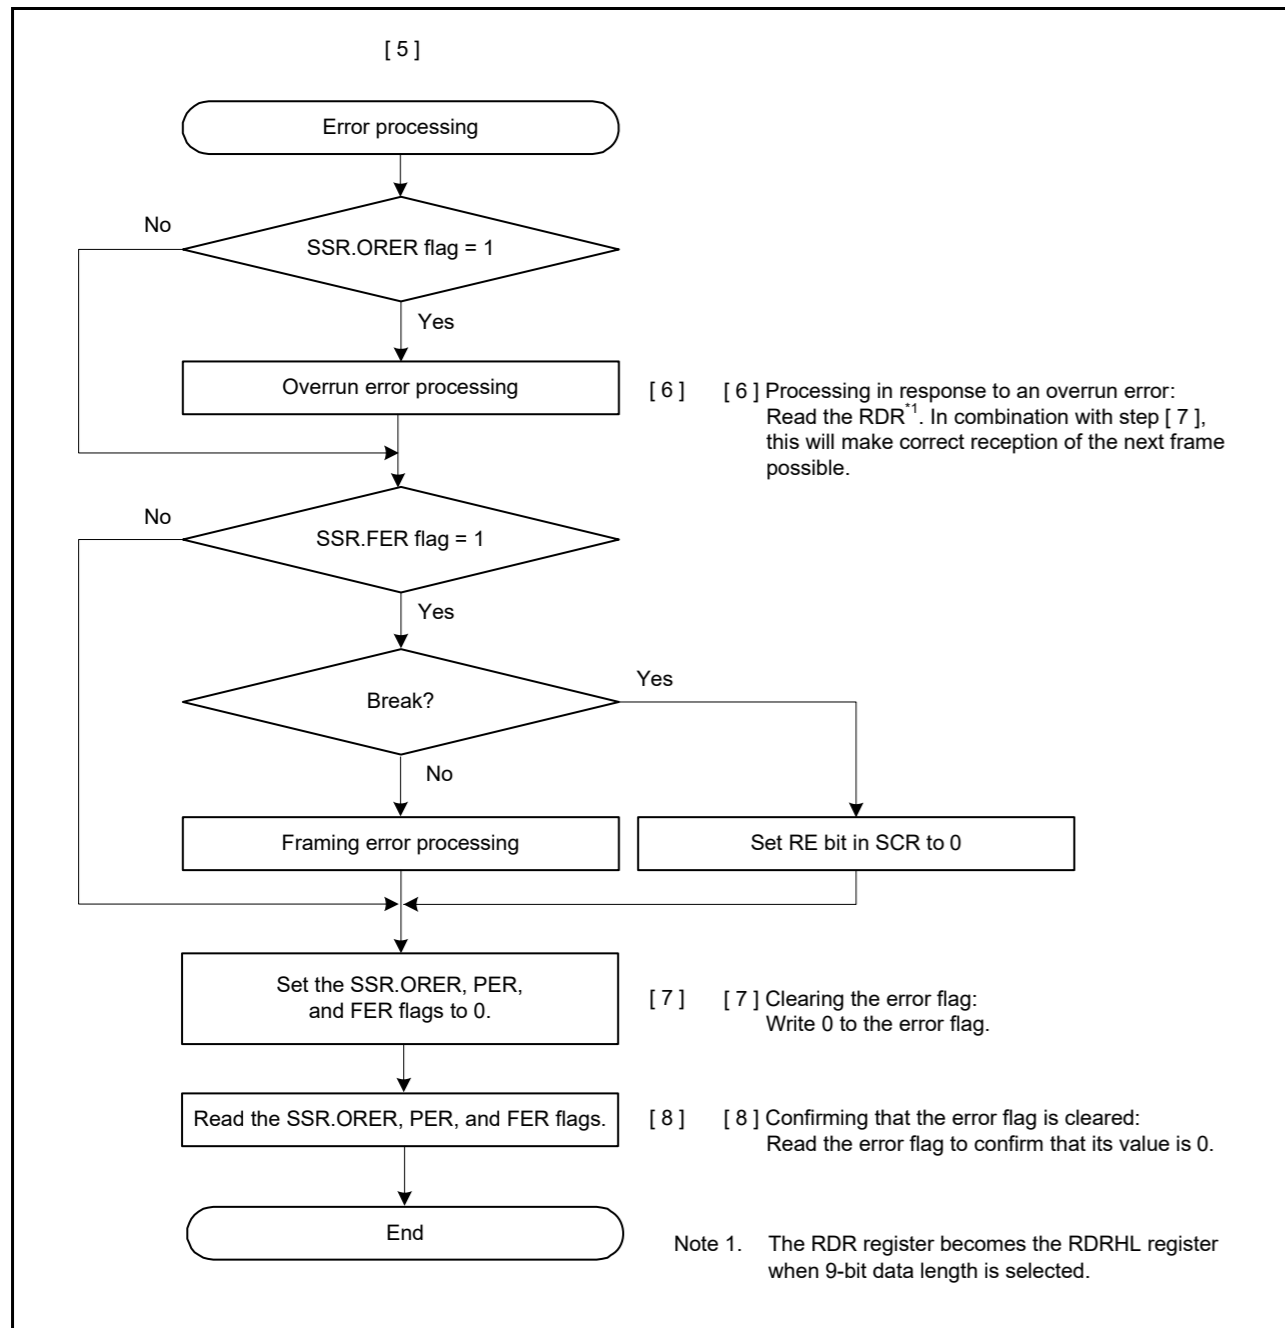 [ 5 ]
Error processing
No
SSR.ORER flag = 1
Yes
Overrun error processing
[ 6 ]
[ 6 ] Processing in response to an overrun error:
Read the RDR*1. In combination with step [ 7 ],
this will make correct reception of the next frame
possible.
No
SSR.FER flag = 1
Yes
Break?
Yes
No
Framing error processing
Set RE bit in SCR to 0
Set the SSR.ORER, PER,
and FER flags to 0.
[ 7 ]
[ 7 ] Clearing the error flag:
Write 0 to the error flag.
Read the SSR.ORER, PER, and FER flags.
[ 8 ]
[ 8 ] Confirming that the error flag is cleared:
Read the error flag to confirm that its value is 0.
End
Note 1. The RDR register becomes the RDRHL register
when 9-bit data length is selected.